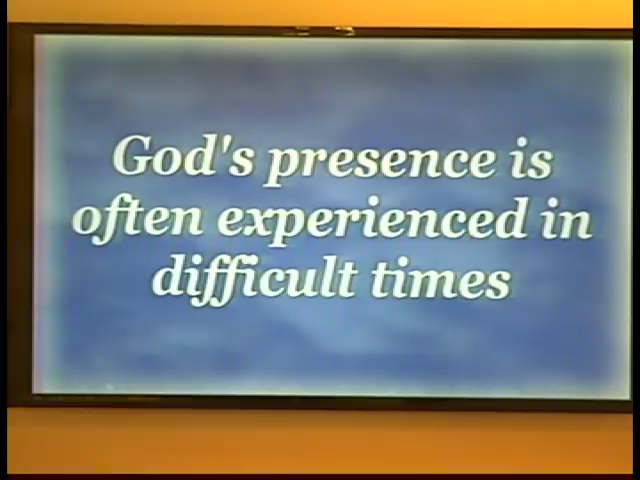 God's presence is
often experienced in
difficult times